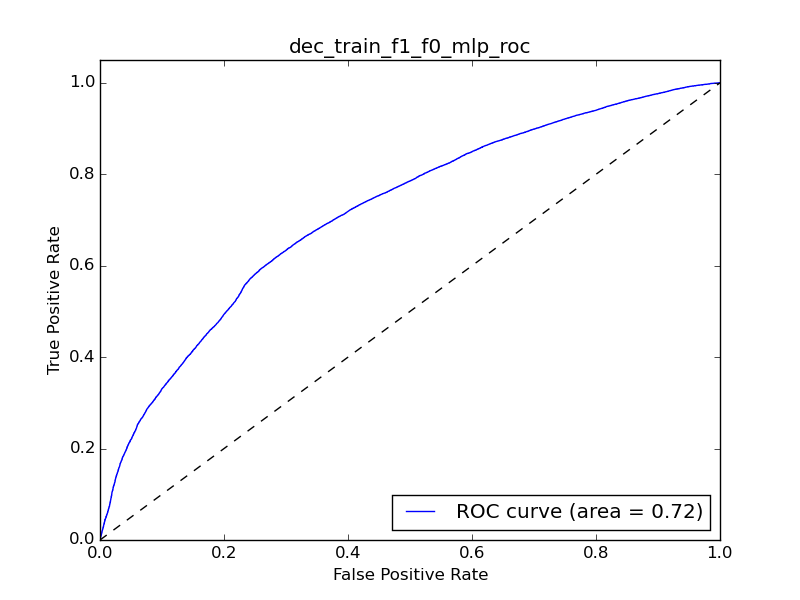 dec_train_f1_f0_mlp_roc
1.0
0.8
0.6
0.4
0.2
0.0
True Positive Rate
0.0 0.2 0.4 0.6 0.8 1.0
False Positive Rate
ROC curve (area = 0.72)